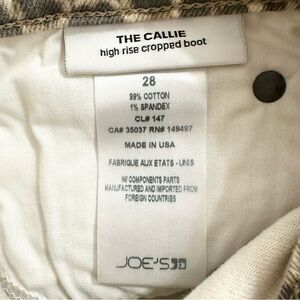 THE CALLIE
high rise cropped boot
28
99% COTTON
1% SPANDEX
CL# 147
CA# 35037 RN# 149497
MADE IN USA
FABRIQUE AUX ETATS - UNIS
W/ COMPONENTS PARTS
MANUFACTURED AND IMPORTED FROM
FOREIGN COUNTRIES
JOE'S